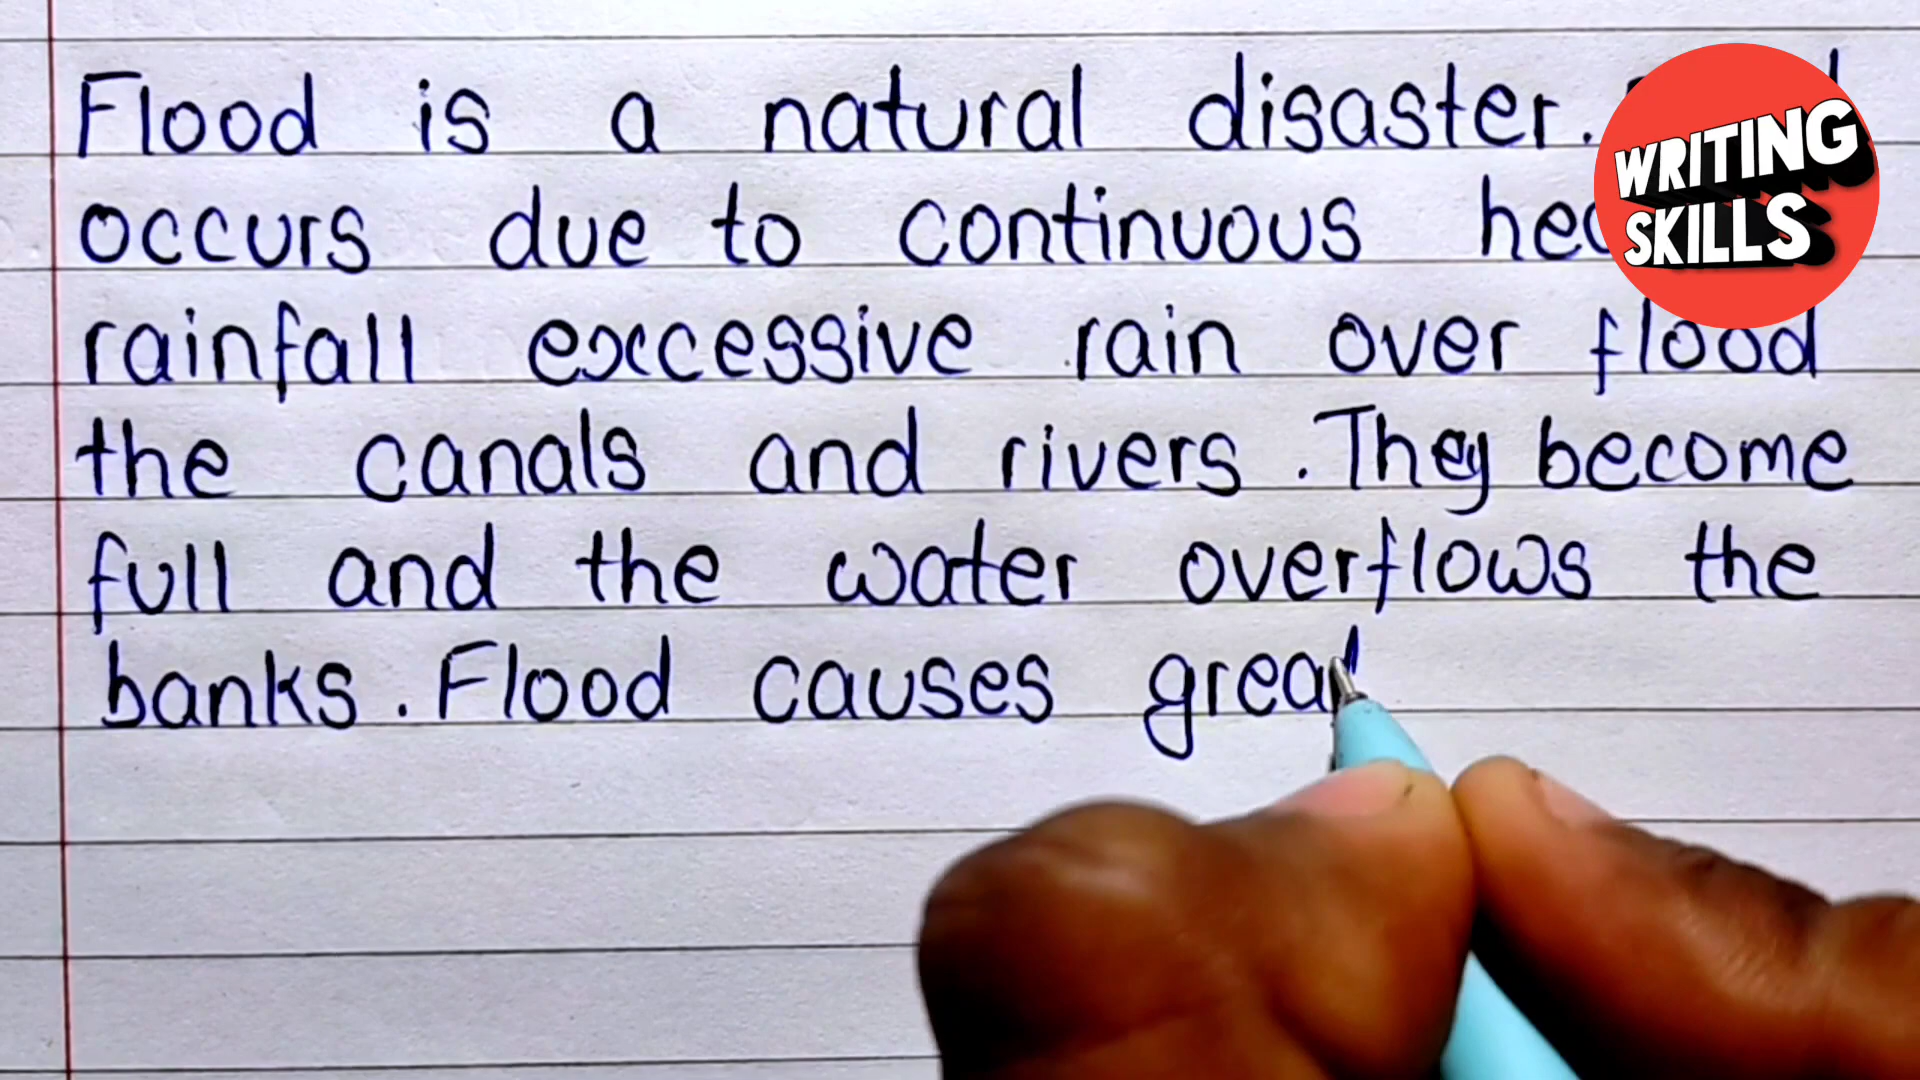 Flood is a natural disaster.
occurs due to continuous
rainfall excessive rain over flood
the canals and rivers. They become
full and the water overflows the
banks. Flood causes great
WRITING
SKILLS